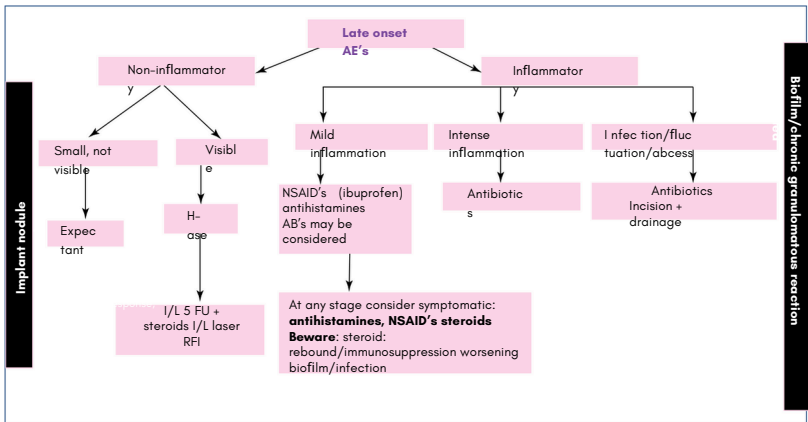 Late onset
AE's
Non-inflammator
y
Inflammator
y
Implant nodule
Biofilm/chronic granulomatous reaction
Small, not
visible
Visibl
e
Mild
inflammation
Intense
inflammation
I nfec tion/fluc
tuation/abcess
Expec
tant
H-
ase
NSAID's (ibuprofen)
antihistamines
AB's may be
considered
Antibiotic
s
Antibiotics
Incision +
drainage
I/L 5 FU +
steroids I/L laser
RFI
At any stage consider symptomatic:
antihistamines, NSAID's steroids
Beware: steroid:
rebound/immunosuppression worsening
biofilm/infection